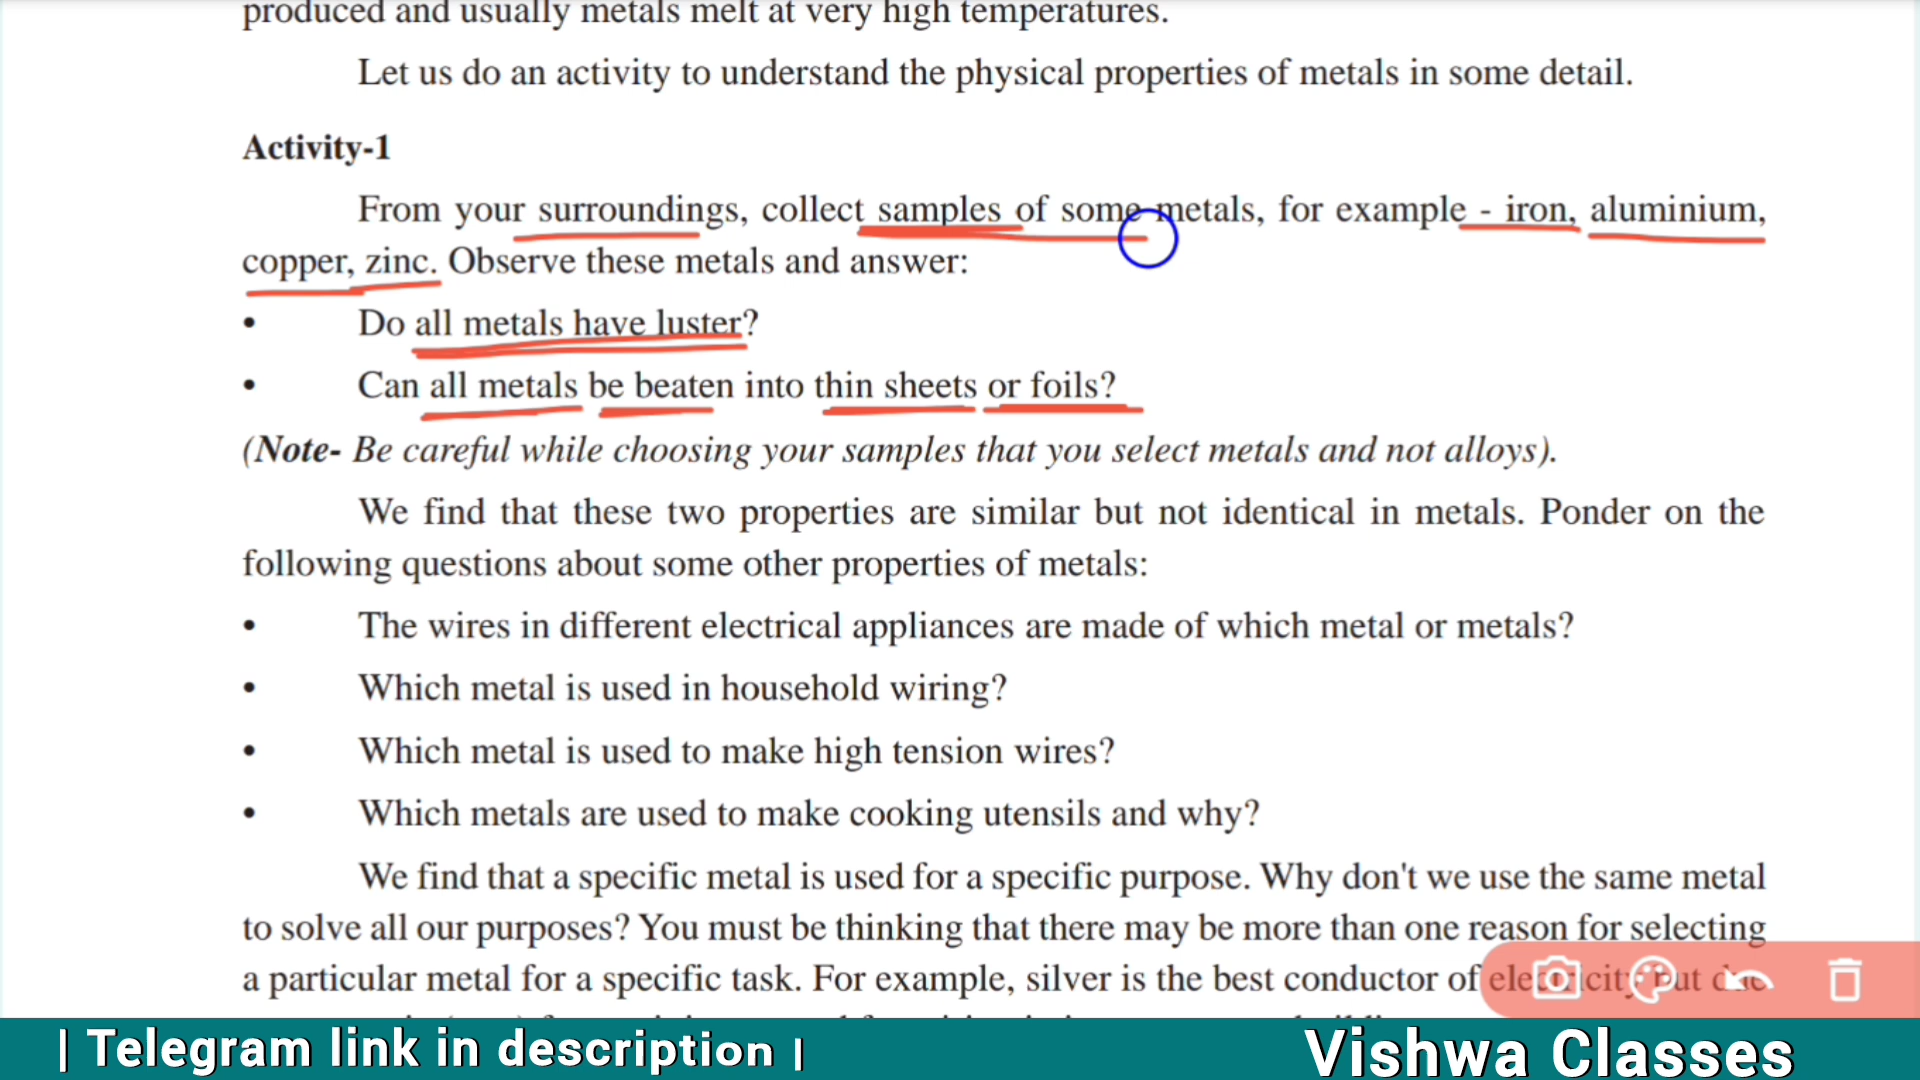 produced and usually metals melt at very high temperatures.
Let us do an activity to understand the physical properties of metals in some detail.
Activity-1
From your surroundings, collect samples of some metals, for example - iron, aluminium,
copper, zinc. Observe these metals and answer:
• Do all metals have luster?
• Can all metals be beaten into thin sheets or foils?
(Note- Be careful while choosing your samples that you select metals and not alloys).
We find that these two properties are similar but not identical in metals. Ponder on the
following questions about some other properties of metals:
• The wires in different electrical appliances are made of which metal or metals?
• Which metal is used in household wiring?
• Which metal is used to make high tension wires?
• Which metals are used to make cooking utensils and why?
We find that a specific metal is used for a specific purpose. Why don't we use the same metal
to solve all our purposes? You must be thinking that there may be more than one reason for selecting
a particular metal for a specific task. For example, silver is the best conductor of electricity but due
| Telegram link in description |
Vishwa Classes